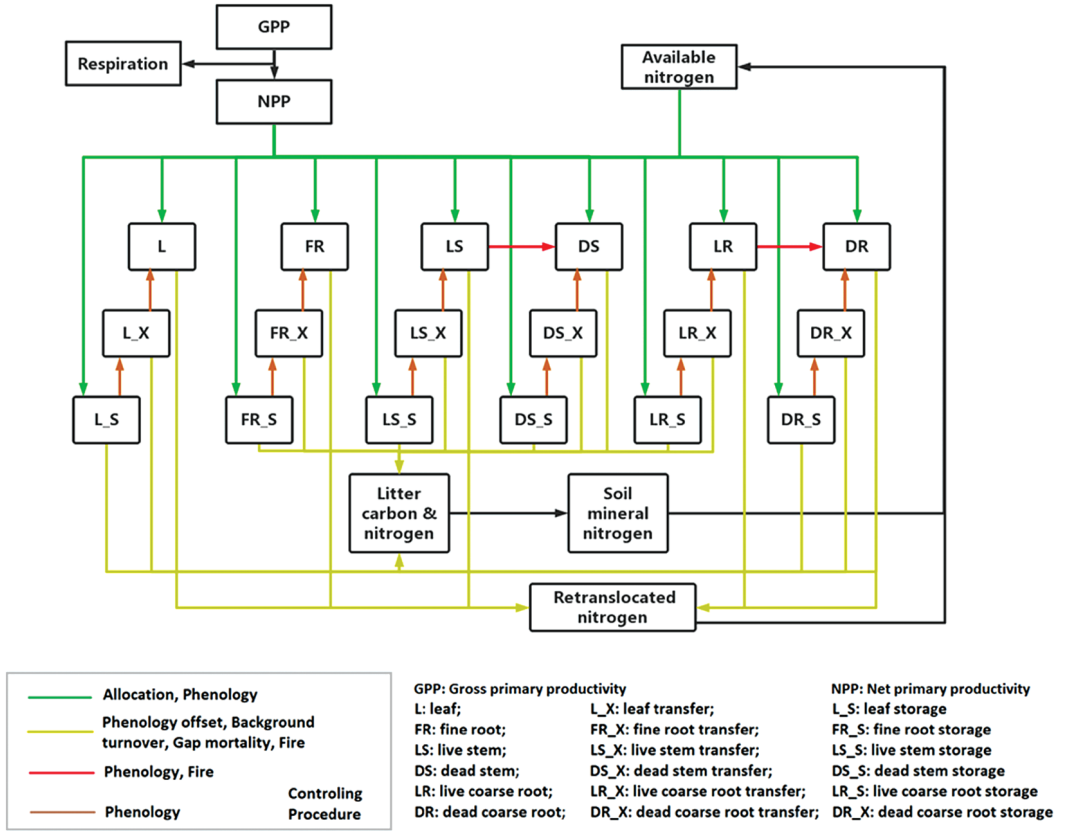 GPP
Respiration
Available
nitrogen
NPP
L
FR
LS
DS
LR
DR
L_X
FR_X
LS_X
DS_X
LR_X
DR_X
L_S
FR_S
LS_S
DS_S
LR_S
DR_S
Litter
carbon &
nitrogen
Soil
mineral
nitrogen
Retranslocated
nitrogen
Allocation, Phenology
Phenology offset, Background
turnover, Gap mortality, Fire
Phenology, Fire
Phenology
Controling
Procedure
GPP: Gross primary productivity NPP: Net primary productivity
L: leaf; L_X: leaf transfer; L_S: leaf storage
FR: fine root; FR_X: fine root transfer; FR_S: fine root storage
LS: live stem; LS_X: live stem transfer; LS_S: live stem storage
DS: dead stem; DS_X: dead stem transfer; DS_S: dead stem storage
LR: live coarse root; LR_X: live coarse root transfer; LR_S: live coarse root storage
DR: dead coarse root; DR_X: dead coarse root transfer; DR_X: dead coarse root storage